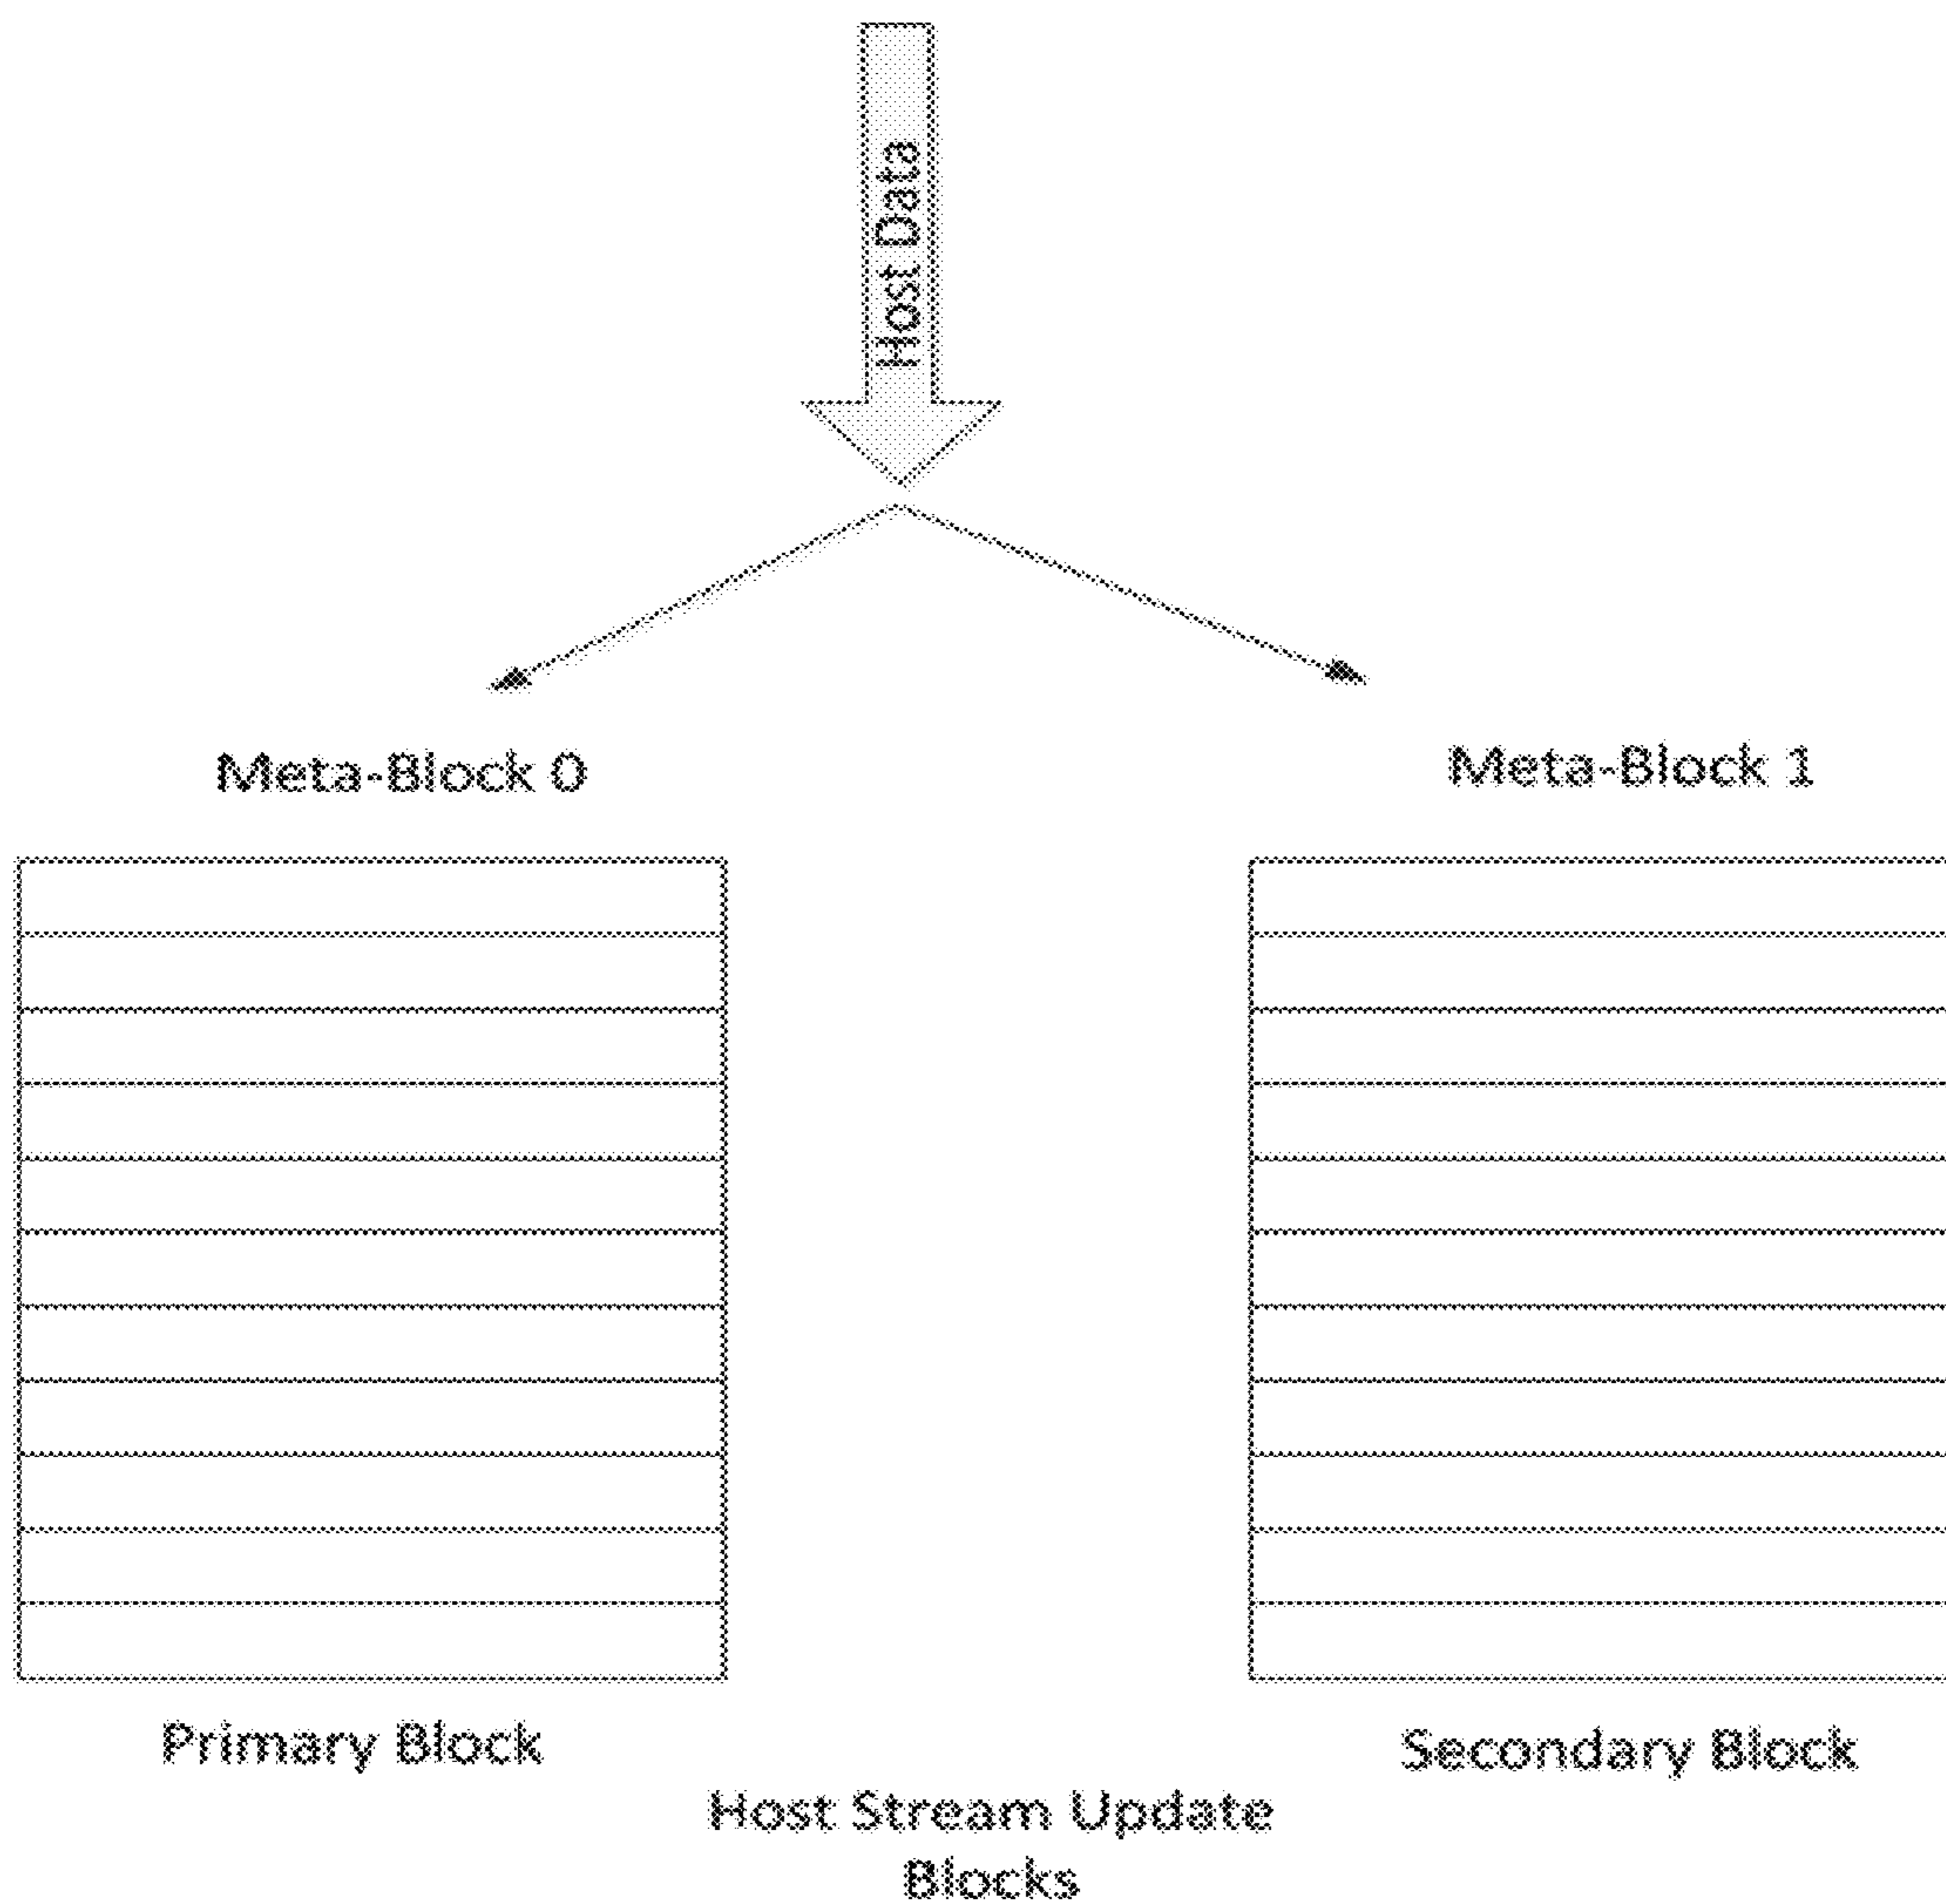 Host Data
Meta-Block 0
Meta-Block 1
Primary Block
Secondary Block
Host Stream Update
Blocks